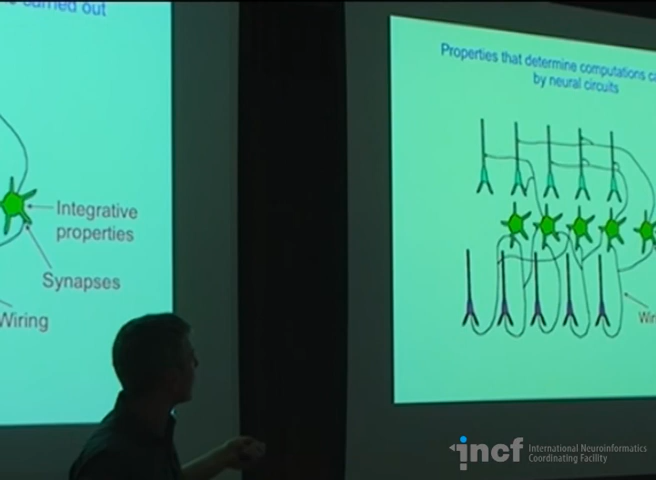 carried out
Integrative
properties
Synapses
Wiring
Properties that determine computations ca
by neural circuits
Wir
incf
International Neuroinformatics
Coordinating Facility